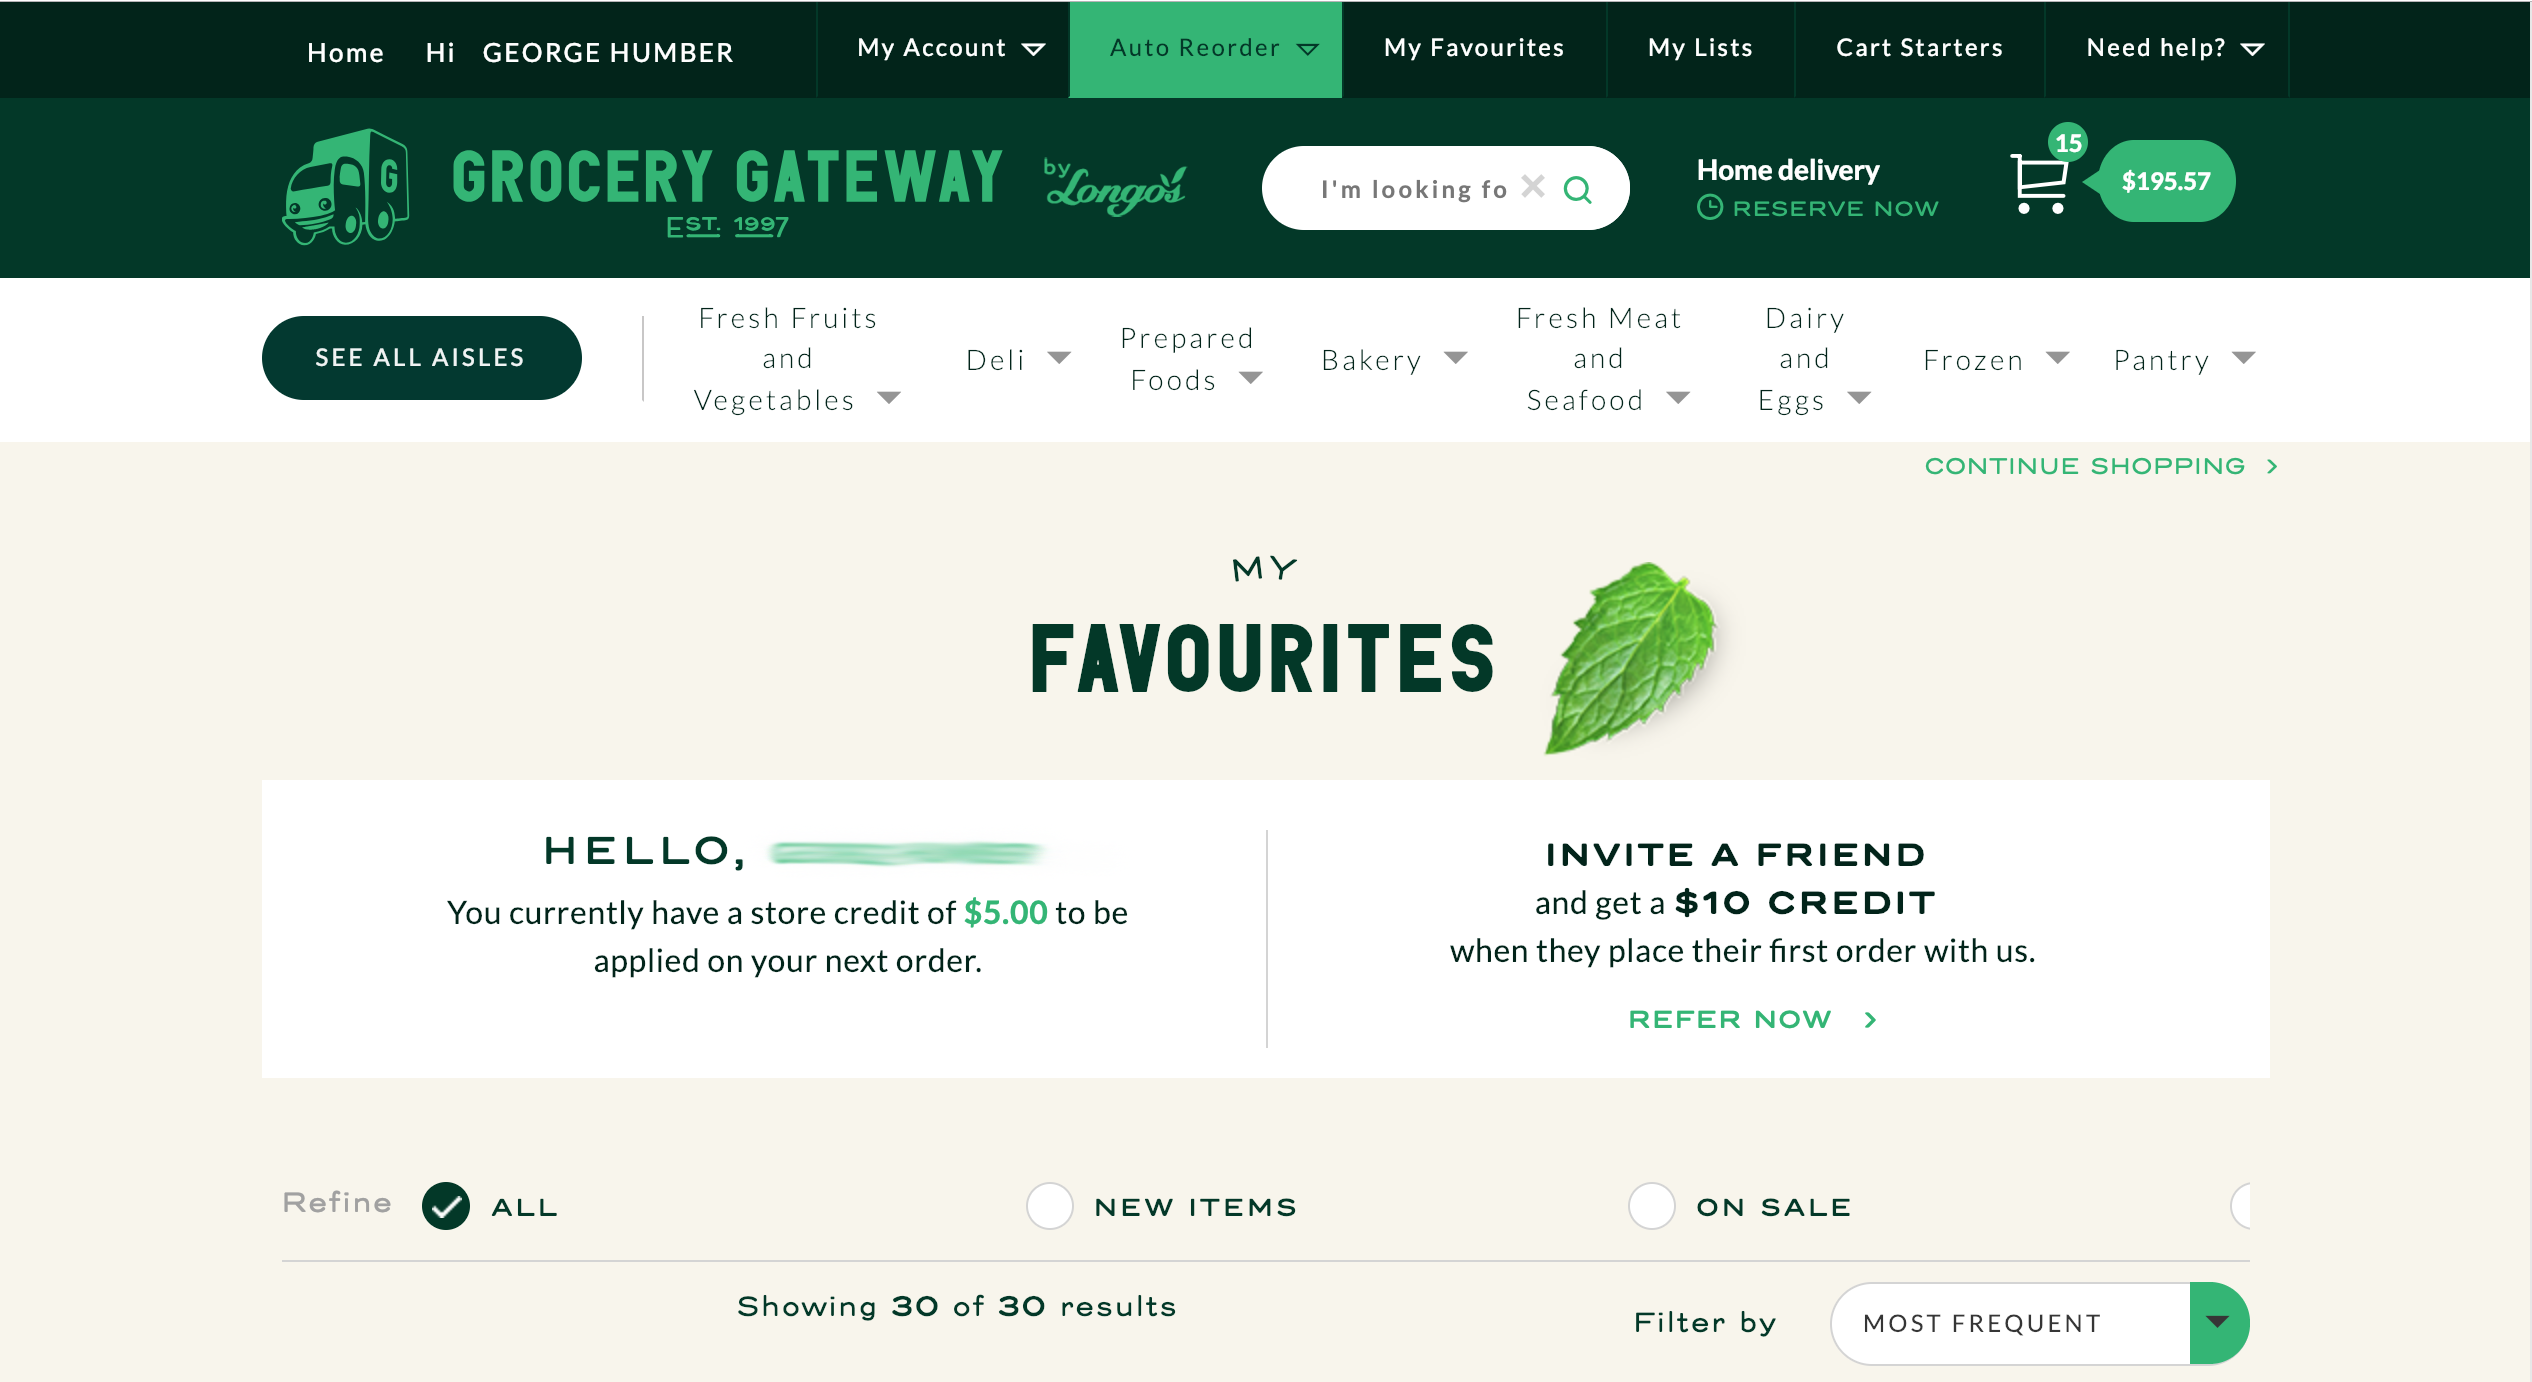 Home Hi GEORGE HUMBER My Account Auto Reorder My Favourites My Lists Cart Starters Need help?
G GROCERY GATEWAY
EST. 1997
by Longo's
I'm looking fo
Home delivery
RESERVE NOW
15
$195.57
SEE ALL AISLES
Fresh Fruits
and
Vegetables
Deli
Prepared
Foods
Bakery
Fresh Meat
and
Seafood
Dairy
and
Eggs
Frozen
Pantry
CONTINUE SHOPPING >
MY
FAVOURITES
HELLO,
You currently have a store credit of $5.00 to be
applied on your next order.
INVITE A FRIEND
and get a $10 CREDIT
when they place their first order with us.
REFER NOW >
Refine ALL NEW ITEMS ON SALE
Showing 30 of 30 results
Filter by MOST FREQUENT